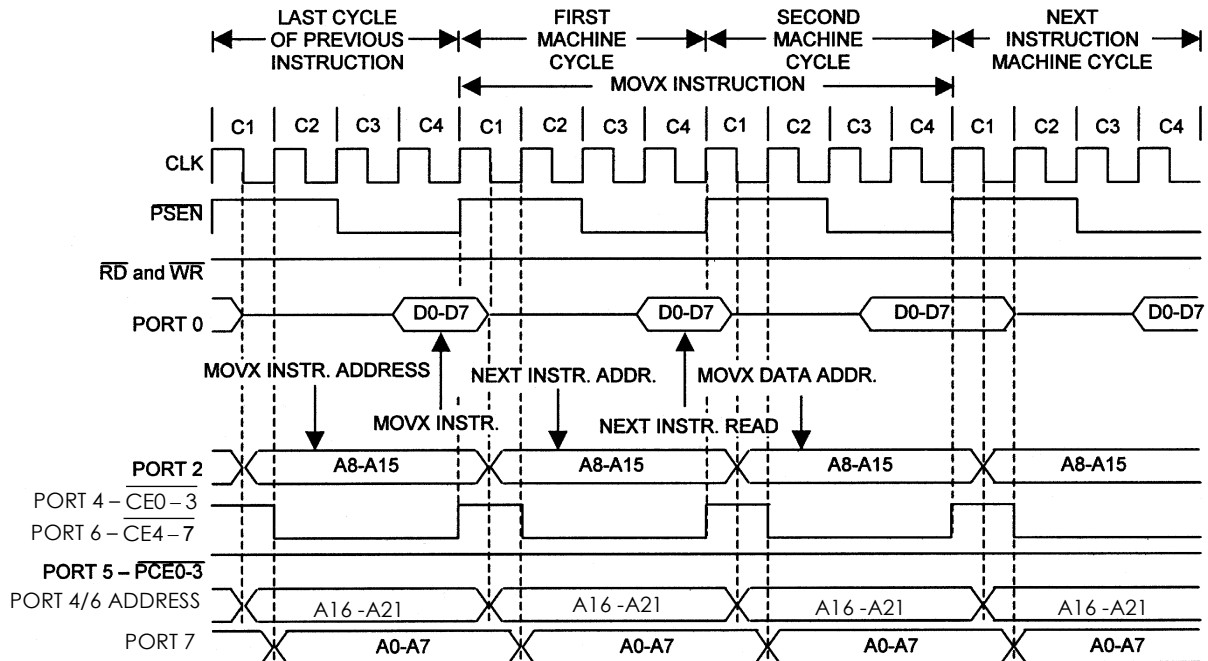 LAST CYCLE OF PREVIOUS INSTRUCTION
FIRST MACHINE CYCLE
SECOND MACHINE CYCLE
NEXT INSTRUCTION MACHINE CYCLE
MOVX INSTRUCTION
C1 C2 C3 C4 C1 C2 C3 C4 C1 C2 C3 C4 C1 C2 C3 C4
CLK
PSEN
RD and WR
PORT 0 D0-D7 D0-D7 D0-D7 D0-D7
MOVX INSTR. ADDRESS NEXT INSTR. ADDR. MOVX DATA ADDR.
MOVX INSTR. NEXT INSTR. READ
PORT 2 A8-A15 A8-A15 A8-A15 A8-A15
PORT 4 – CE0 – 3
PORT 6 – CE4 – 7
PORT 5 – PCE0-3
PORT 4/6 ADDRESS A16 -A21 A16 -A21 A16 -A21 A16 -A21
PORT 7 A0-A7 A0-A7 A0-A7 A0-A7